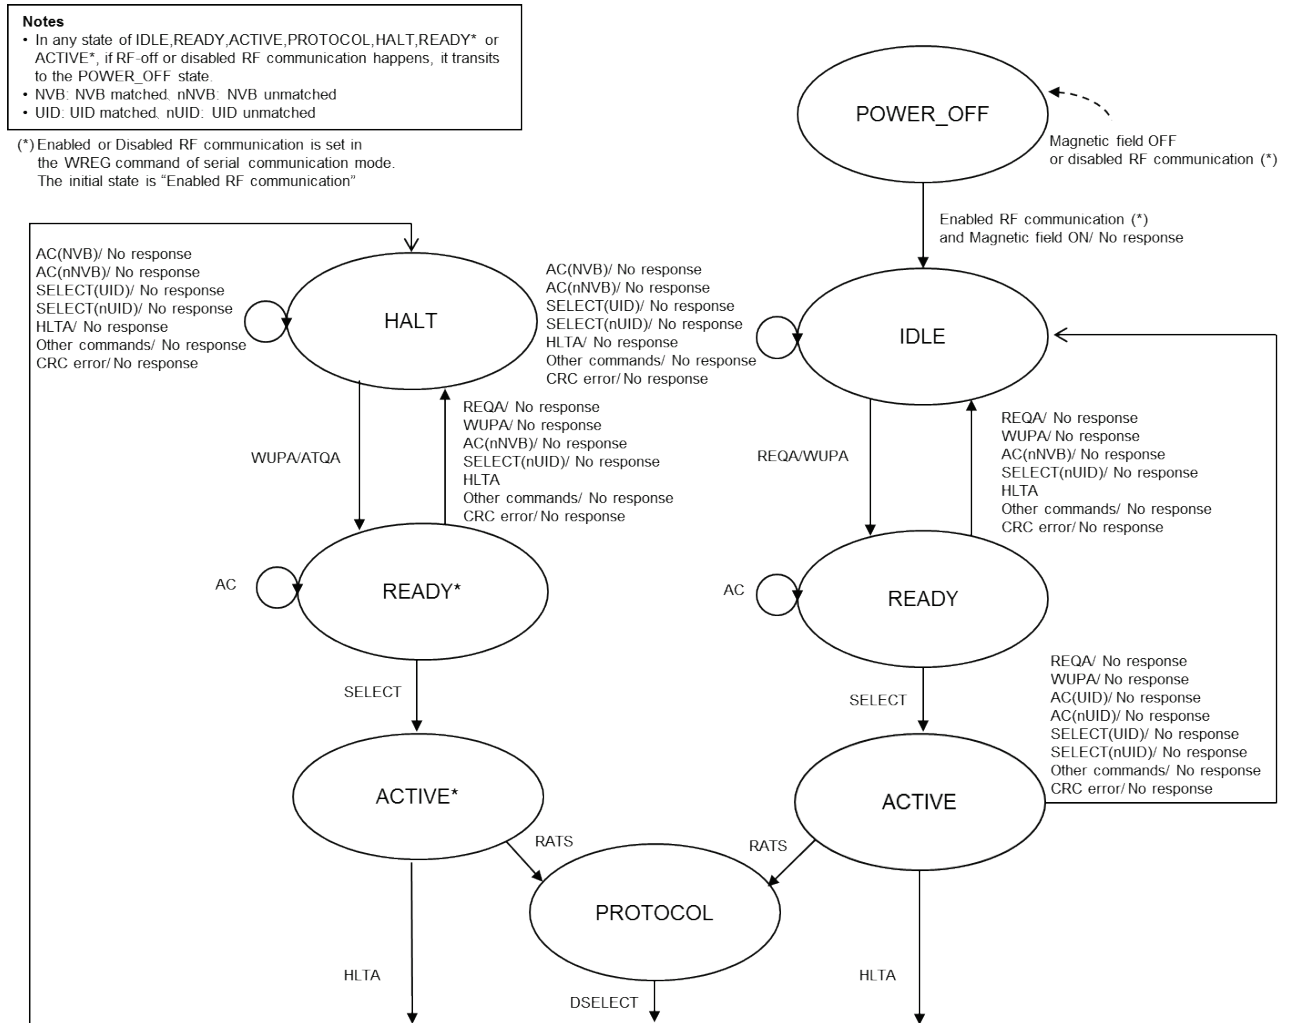 Notes
• In any state of IDLE,READY,ACTIVE,PROTOCOL,HALT,READY* or
ACTIVE*, if RF-off or disabled RF communication happens, it transits
to the POWER_OFF state.
• NVB: NVB matched. nNVB: NVB unmatched
• UID: UID matched. nUID: UID unmatched
(*) Enabled or Disabled RF communication is set in
the WREG command of serial communication mode.
The initial state is “Enabled RF communication”
POWER_OFF
Magnetic field OFF
or disabled RF communication (*)
Enabled RF communication (*)
and Magnetic field ON/ No response
AC(NVB)/ No response
AC(nNVB)/ No response
SELECT(UID)/ No response
SELECT(nUID)/ No response
HLTA/ No response
Other commands/ No response
CRC error/ No response
HALT
AC(NVB)/ No response
AC(nNVB)/ No response
SELECT(UID)/ No response
SELECT(nUID)/ No response
HLTA/ No response
Other commands/ No response
CRC error/ No response
IDLE
WUPA/ATQA
REQA/ No response
WUPA/ No response
AC(nNVB)/ No response
SELECT(nUID)/ No response
HLTA
Other commands/ No response
CRC error/ No response
REQA/WUPA
REQA/ No response
WUPA/ No response
AC(nNVB)/ No response
SELECT(nUID)/ No response
HLTA
Other commands/ No response
CRC error/ No response
AC
READY*
AC
READY
SELECT
SELECT
REQA/ No response
WUPA/ No response
AC(UID)/ No response
AC(nUID)/ No response
SELECT(UID)/ No response
SELECT(nUID)/ No response
Other commands/ No response
CRC error/ No response
ACTIVE*
ACTIVE
RATS
RATS
PROTOCOL
HLTA
DSELECT
HLTA